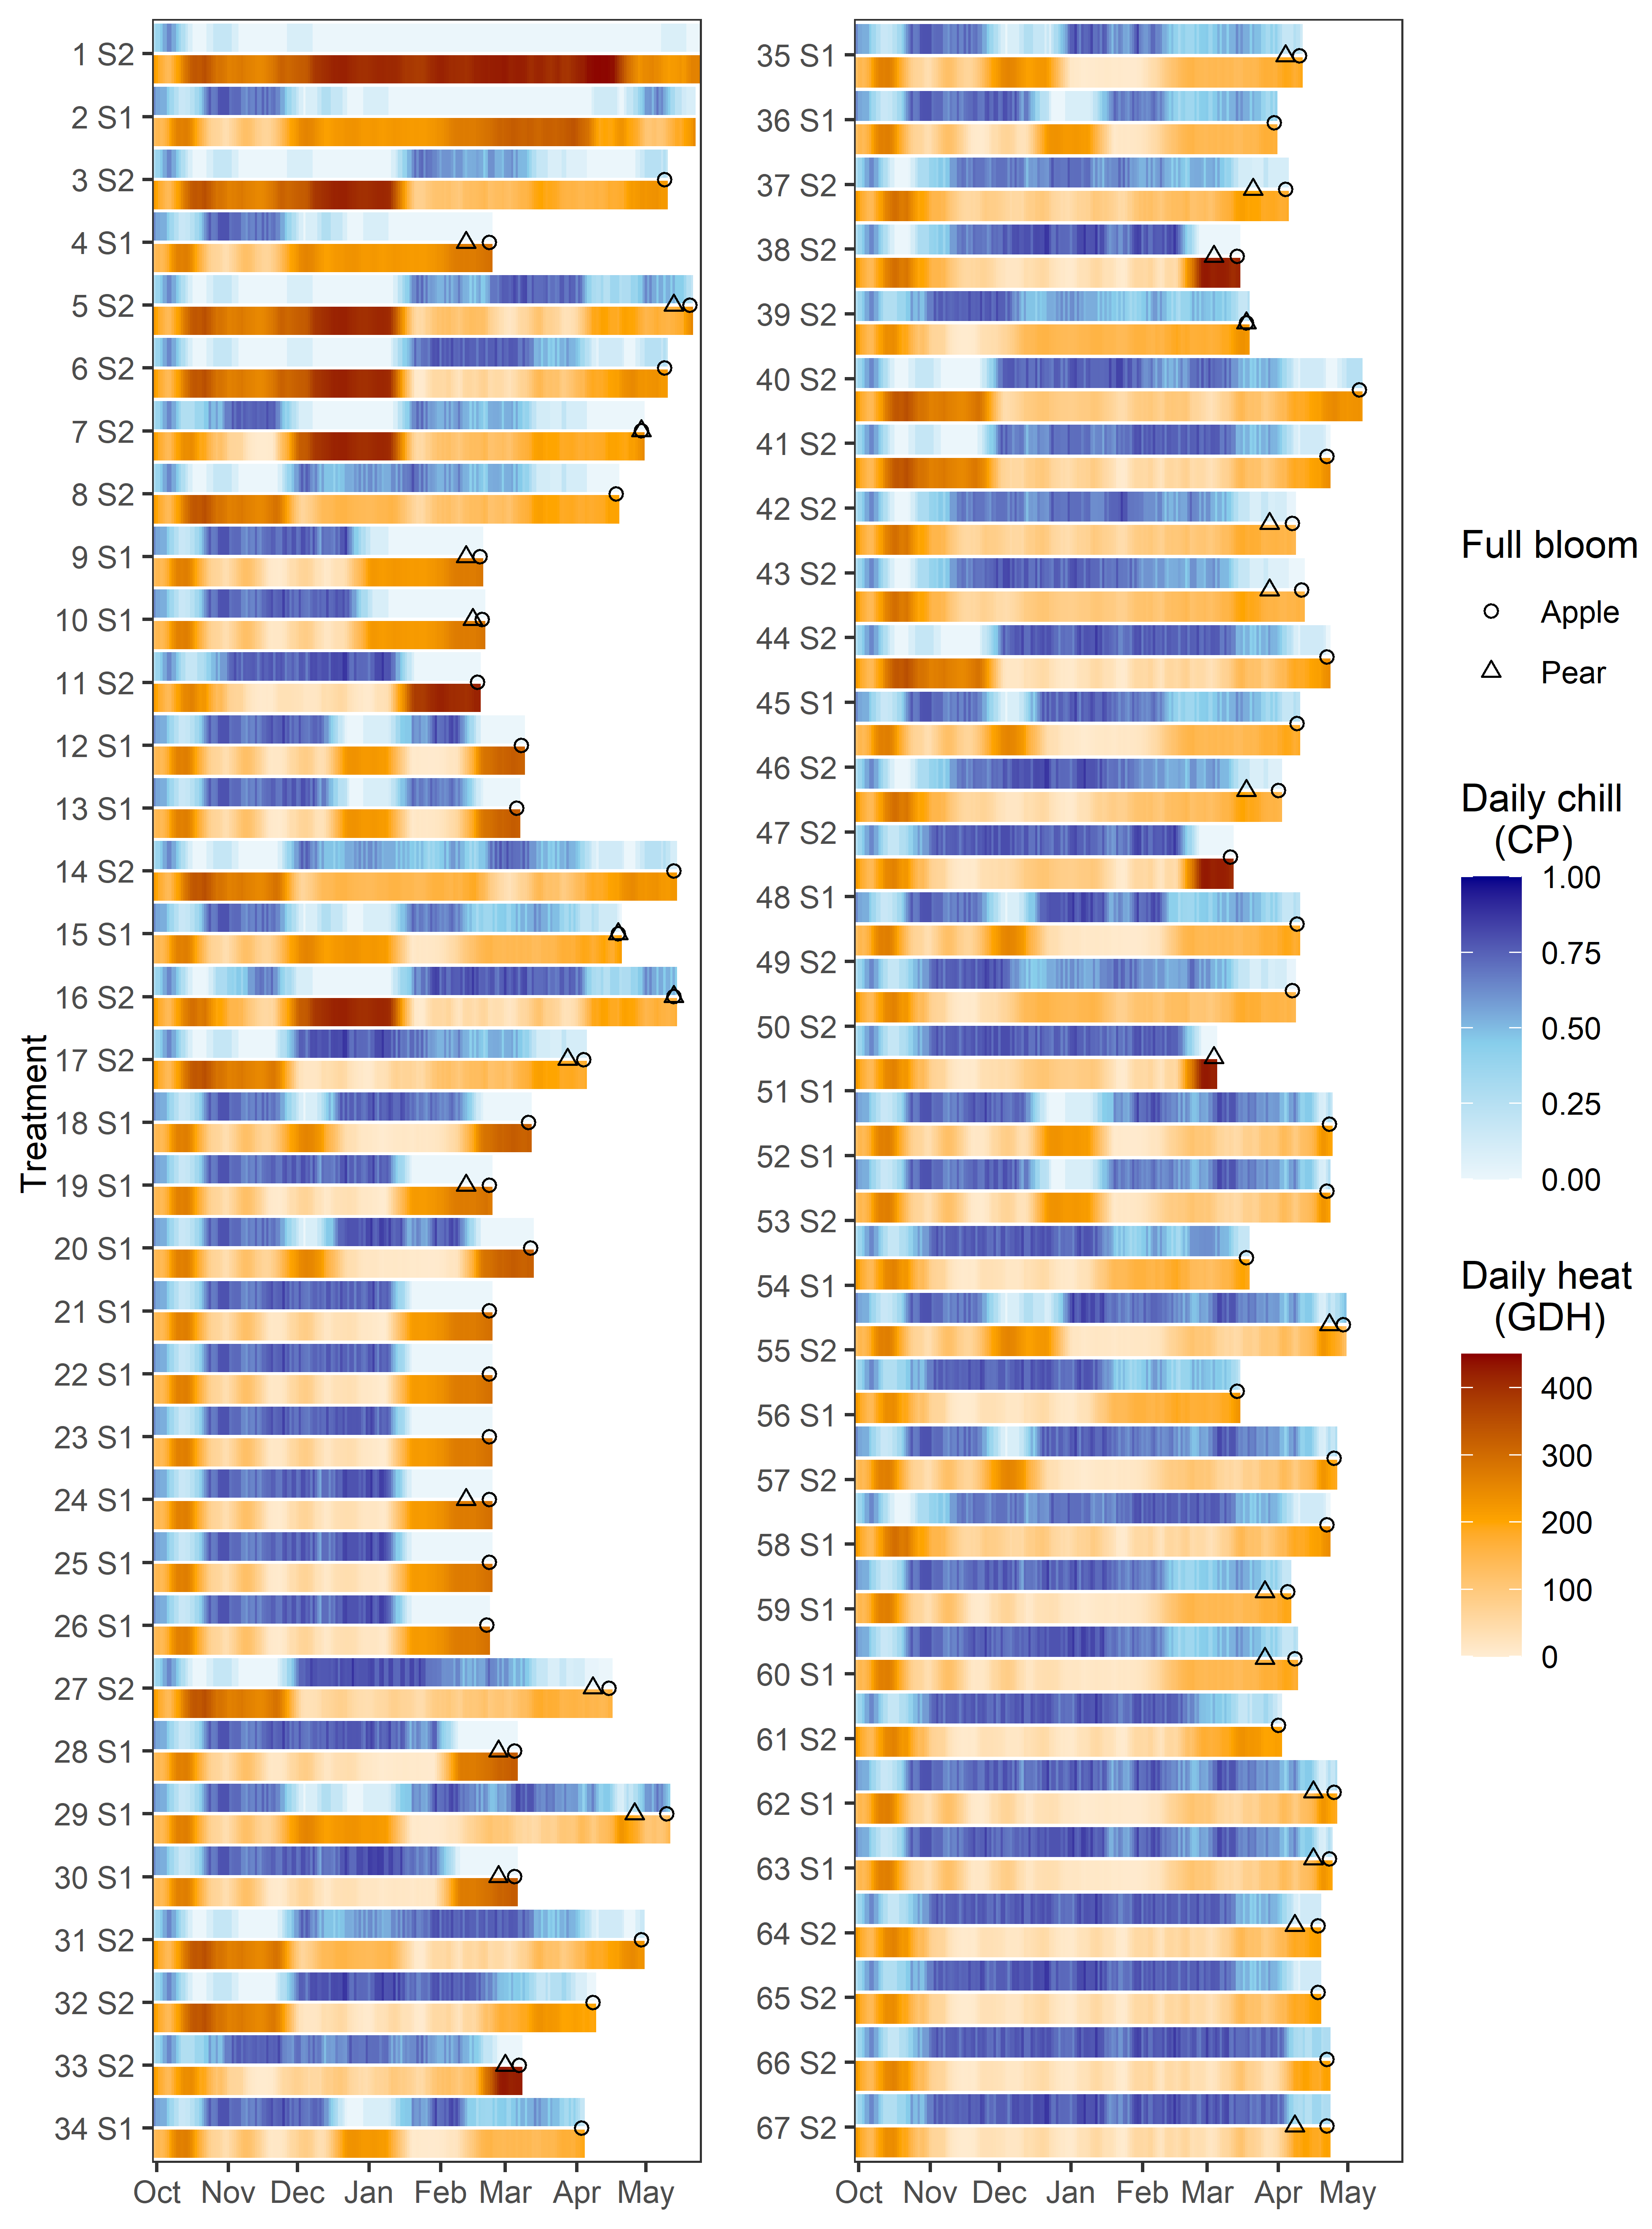 Treatment
1 S2
2 S1
3 S2
4 S1
5 S2
6 S2
7 S2
8 S2
9 S1
10 S1
11 S2
12 S1
13 S1
14 S2
15 S1
16 S2
17 S2
18 S1
19 S1
20 S1
21 S1
22 S1
23 S1
24 S1
25 S1
26 S1
27 S2
28 S1
29 S1
30 S1
31 S2
32 S2
33 S2
34 S1
Oct Nov Dec Jan Feb Mar Apr May
35 S1
36 S1
37 S2
38 S2
39 S2
40 S2
41 S2
42 S2
43 S2
44 S2
45 S1
46 S2
47 S2
48 S1
49 S2
50 S2
51 S1
52 S1
53 S2
54 S1
55 S2
56 S1
57 S2
58 S1
59 S1
60 S1
61 S2
62 S1
63 S1
64 S2
65 S2
66 S2
67 S2
Oct Nov Dec Jan Feb Mar Apr May
Full bloom
Apple
Pear
Daily chill
(CP)
1.00
0.75
0.50
0.25
0.00
Daily heat
(GDH)
400
300
200
100
0